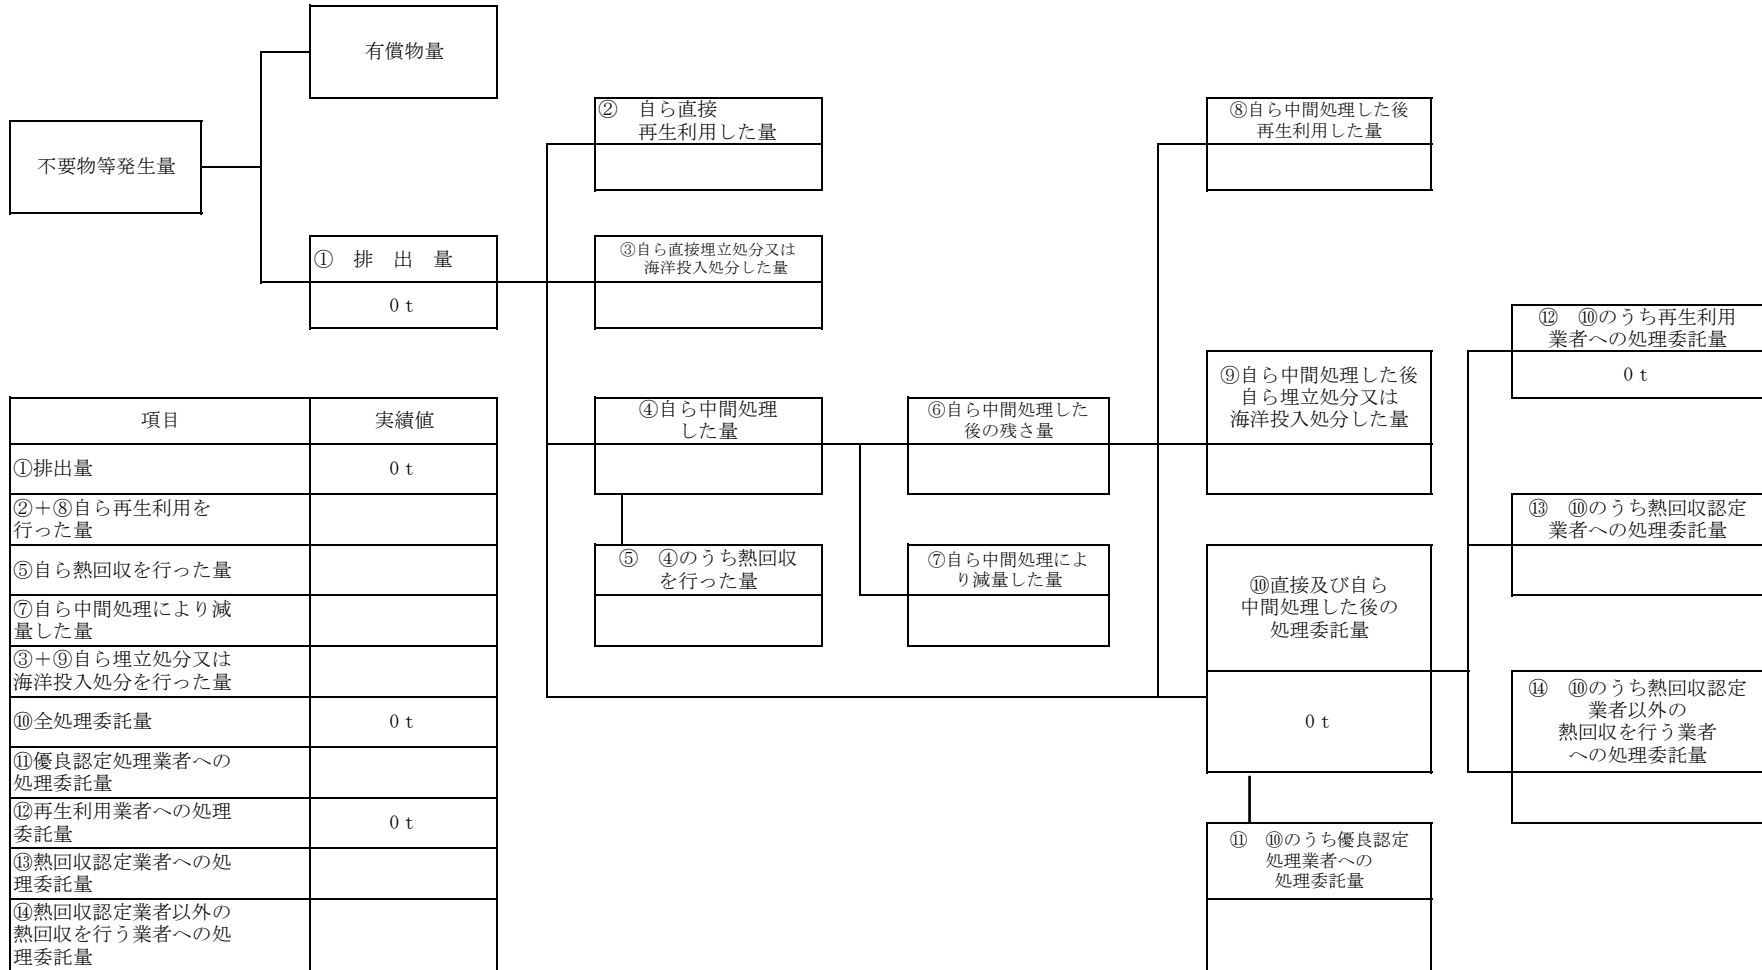 有償物量
不要物等発生量
①　排　出　量
0 t
②　自ら直接
再生利用した量
③自ら直接埋立処分又は
海洋投入処分した量
④自ら中間処理
した量
⑤　④のうち熱回収
を行った量
⑥自ら中間処理した
後の残さ量
⑦自ら中間処理によ
り減量した量
⑧自ら中間処理した後
再生利用した量
⑨自ら中間処理した後
自ら埋立処分又は
海洋投入処分した量
⑩直接及び自ら
中間処理した後の
処理委託量
0 t
⑪　⑩のうち優良認定
処理業者への
処理委託量
⑫　⑩のうち再生利用
業者への処理委託量
0 t
⑬　⑩のうち熱回収認定
業者への処理委託量
⑭　⑩のうち熱回収認定
業者以外の
熱回収を行う業者
への処理委託量
項目　実績値
①排出量　0 t
②＋⑧自ら再生利用を
行った量
⑤自ら熱回収を行った量
⑦自ら中間処理により減
量した量
③＋⑨自ら埋立処分又は
海洋投入処分を行った量
⑩全処理委託量　0 t
⑪優良認定処理業者への
処理委託量
⑫再生利用業者への処理
委託量　0 t
⑬熱回収認定業者への処
理委託量
⑭熱回収認定業者以外の
熱回収を行う業者への処
理委託量